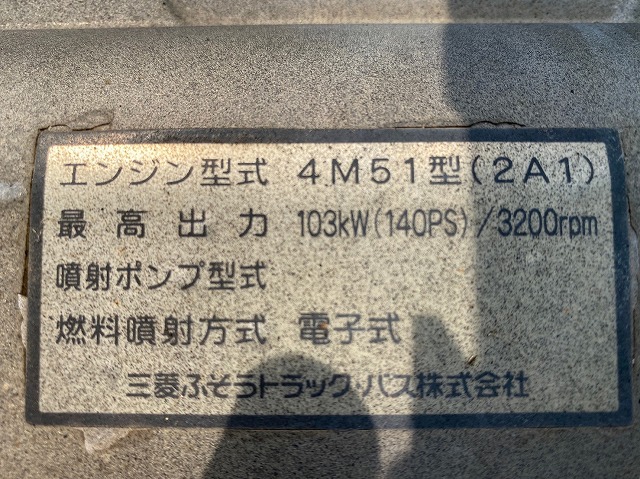 エンジン型式 4M51型(2A1)
最高出力 103kW(140PS)/3200rpm
噴射ポンプ型式
燃料噴射方式 電子式
三菱ふそうトラック・バス株式会社